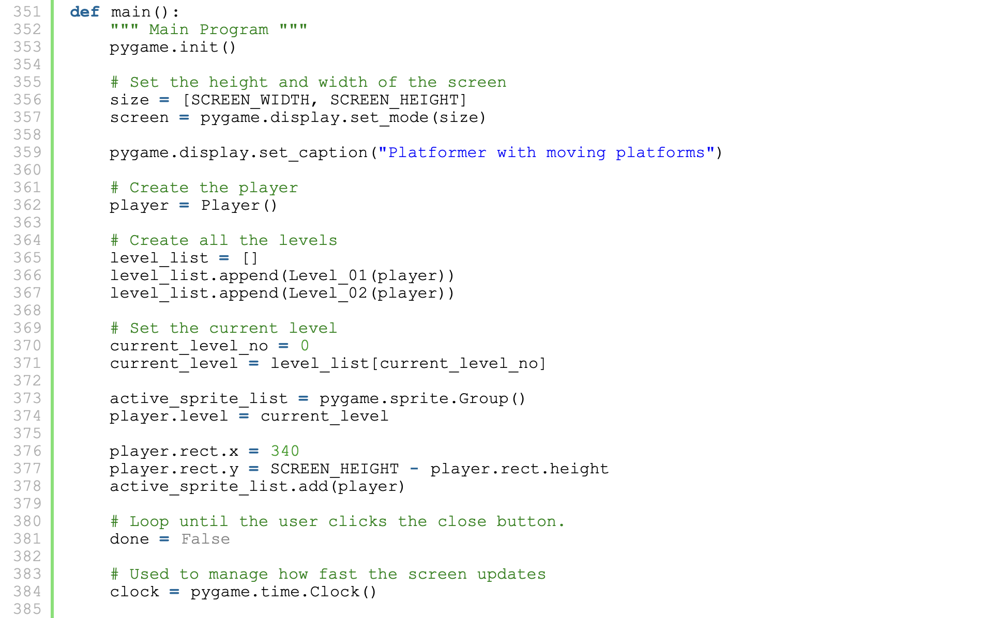 351 def main():
352     """ Main Program """
353     pygame.init()
354
355     # Set the height and width of the screen
356     size = [SCREEN_WIDTH, SCREEN_HEIGHT]
357     screen = pygame.display.set_mode(size)
358
359     pygame.display.set_caption("Platformer with moving platforms")
360
361     # Create the player
362     player = Player()
363
364     # Create all the levels
365     level_list = []
366     level_list.append(Level_01(player))
367     level_list.append(Level_02(player))
368
369     # Set the current level
370     current_level_no = 0
371     current_level = level_list[current_level_no]
372
373     active_sprite_list = pygame.sprite.Group()
374     player.level = current_level
375
376     player.rect.x = 340
377     player.rect.y = SCREEN_HEIGHT - player.rect.height
378     active_sprite_list.add(player)
379
380     # Loop until the user clicks the close button.
381     done = False
382
383     # Used to manage how fast the screen updates
384     clock = pygame.time.Clock()
385